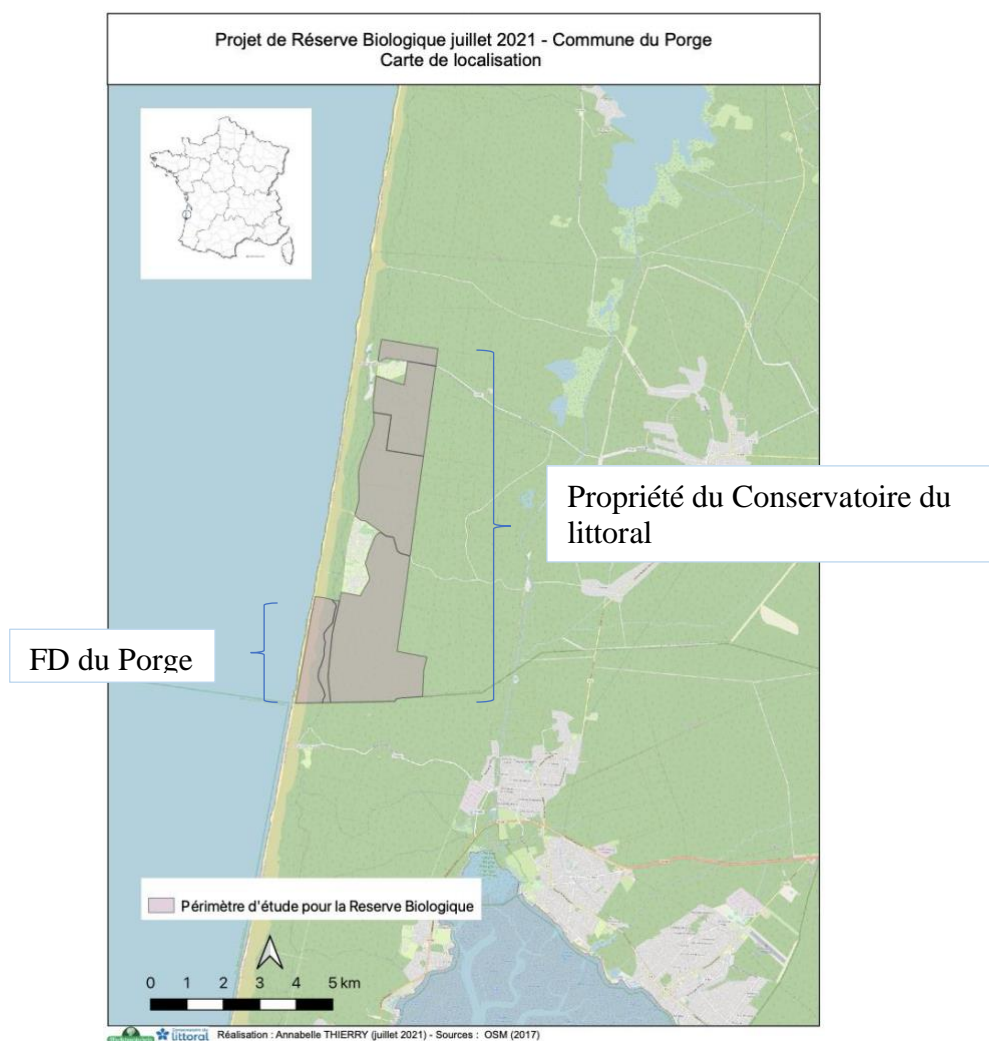 Projet de Réserve Biologique juillet 2021 - Commune du Porge
Carte de localisation
Propriété du Conservatoire du
littoral
FD du Porge
Périmètre d'étude pour la Reserve Biologique
0 1 2 3 4 5 km
littoral Réalisation : Annabelle THIERRY (juillet 2021) - Sources : OSM (2017)